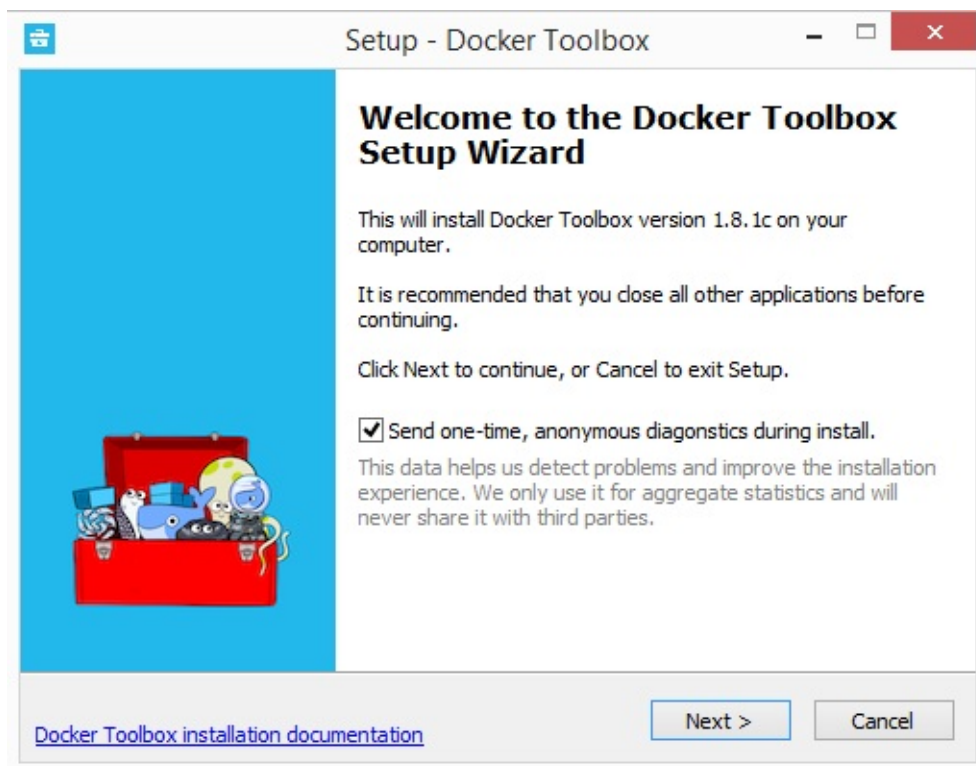 Setup - Docker Toolbox
Welcome to the Docker Toolbox
Setup Wizard
This will install Docker Toolbox version 1.8.1c on your
computer.
It is recommended that you close all other applications before
continuing.
Click Next to continue, or Cancel to exit Setup.
Send one-time, anonymous diagonstics during install.
This data helps us detect problems and improve the installation
experience. We only use it for aggregate statistics and will
never share it with third parties.
Docker Toolbox installation documentation
Next >
Cancel